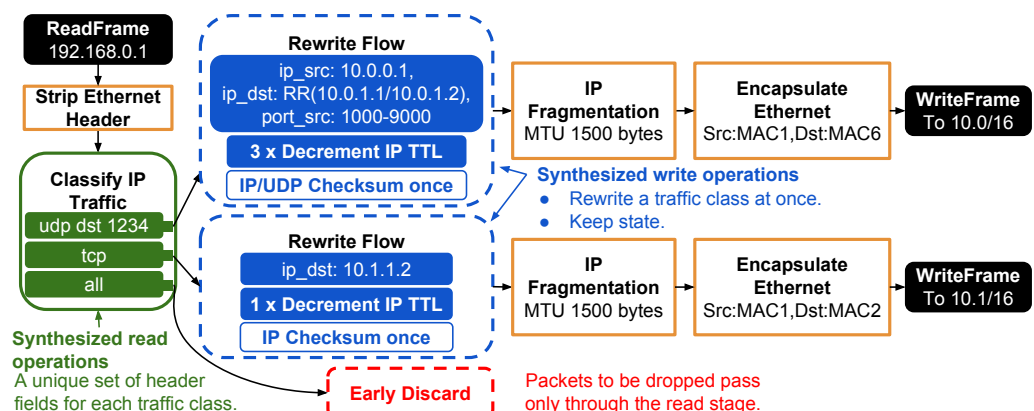 ReadFrame
192.168.0.1
Strip Ethernet
Header
Classify IP
Traffic
udp dst 1234
tcp
all
Synthesized read
operations
A unique set of header
fields for each traffic class.
Rewrite Flow
ip_src: 10.0.0.1,
ip_dst: RR(10.0.1.1/10.0.1.2),
port_src: 1000-9000
3 x Decrement IP TTL
IP/UDP Checksum once
IP
Fragmentation
MTU 1500 bytes
Encapsulate
Ethernet
Src:MAC1,Dst:MAC6
WriteFrame
To 10.0/16
Synthesized write operations
● Rewrite a traffic class at once.
● Keep state.
Rewrite Flow
ip_dst: 10.1.1.2
1 x Decrement IP TTL
IP Checksum once
IP
Fragmentation
MTU 1500 bytes
Encapsulate
Ethernet
Src:MAC1,Dst:MAC2
WriteFrame
To 10.1/16
Early Discard
Packets to be dropped pass
only through the read stage.